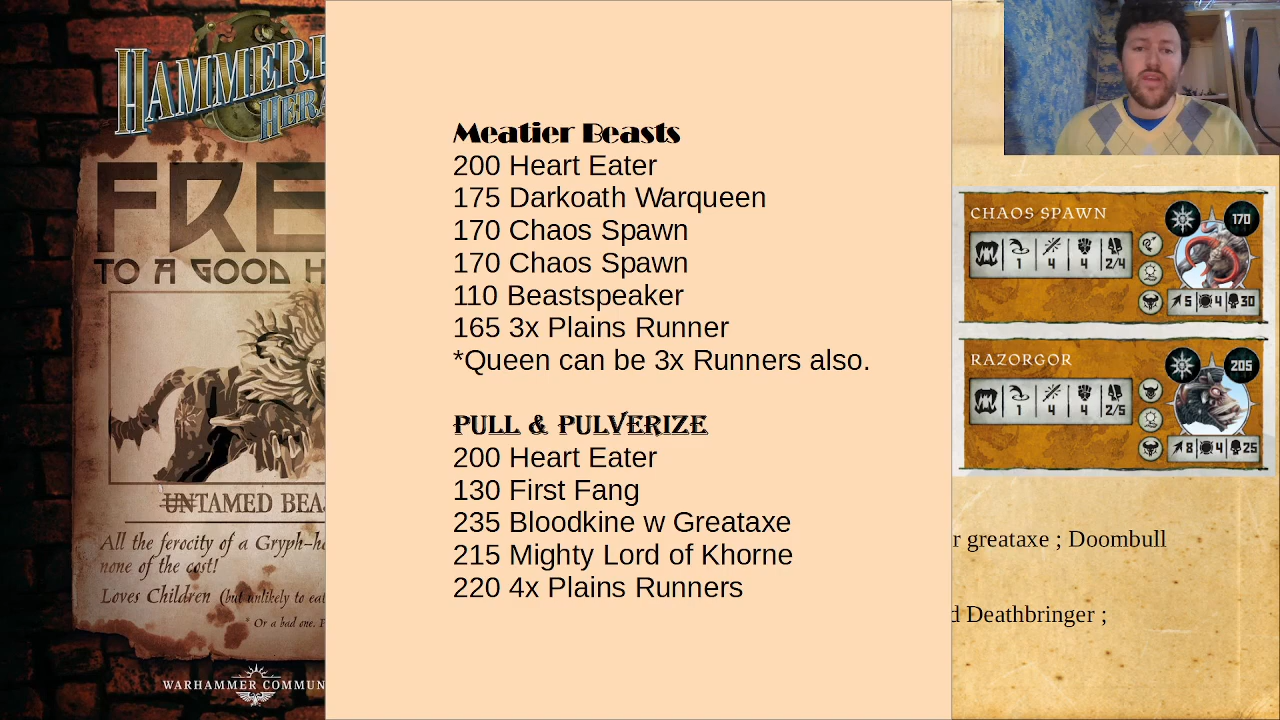 HAMMERH
HERA
FRE
TO A GOOD H
UNTAMED BEAS
All the ferocity of a Gryph-h
none of the cost!
Loves Children (but unlikely to eat
* Or a bad one. F
WARHAMMER COMMUN
Meatier Beasts
200 Heart Eater
175 Darkoath Warqueen
170 Chaos Spawn
170 Chaos Spawn
110 Beastspeaker
165 3x Plains Runner
*Queen can be 3x Runners also.
PULL & PULVERIZE
200 Heart Eater
130 First Fang
235 Bloodkine w Greataxe
215 Mighty Lord of Khorne
220 4x Plains Runners
CHAOS SPAWN
170
1 4 4 2/4
5 4 30
RAZORGOR
205
1 4 4 2/5
8 4 25
r greataxe ; Doombull
d Deathbringer ;